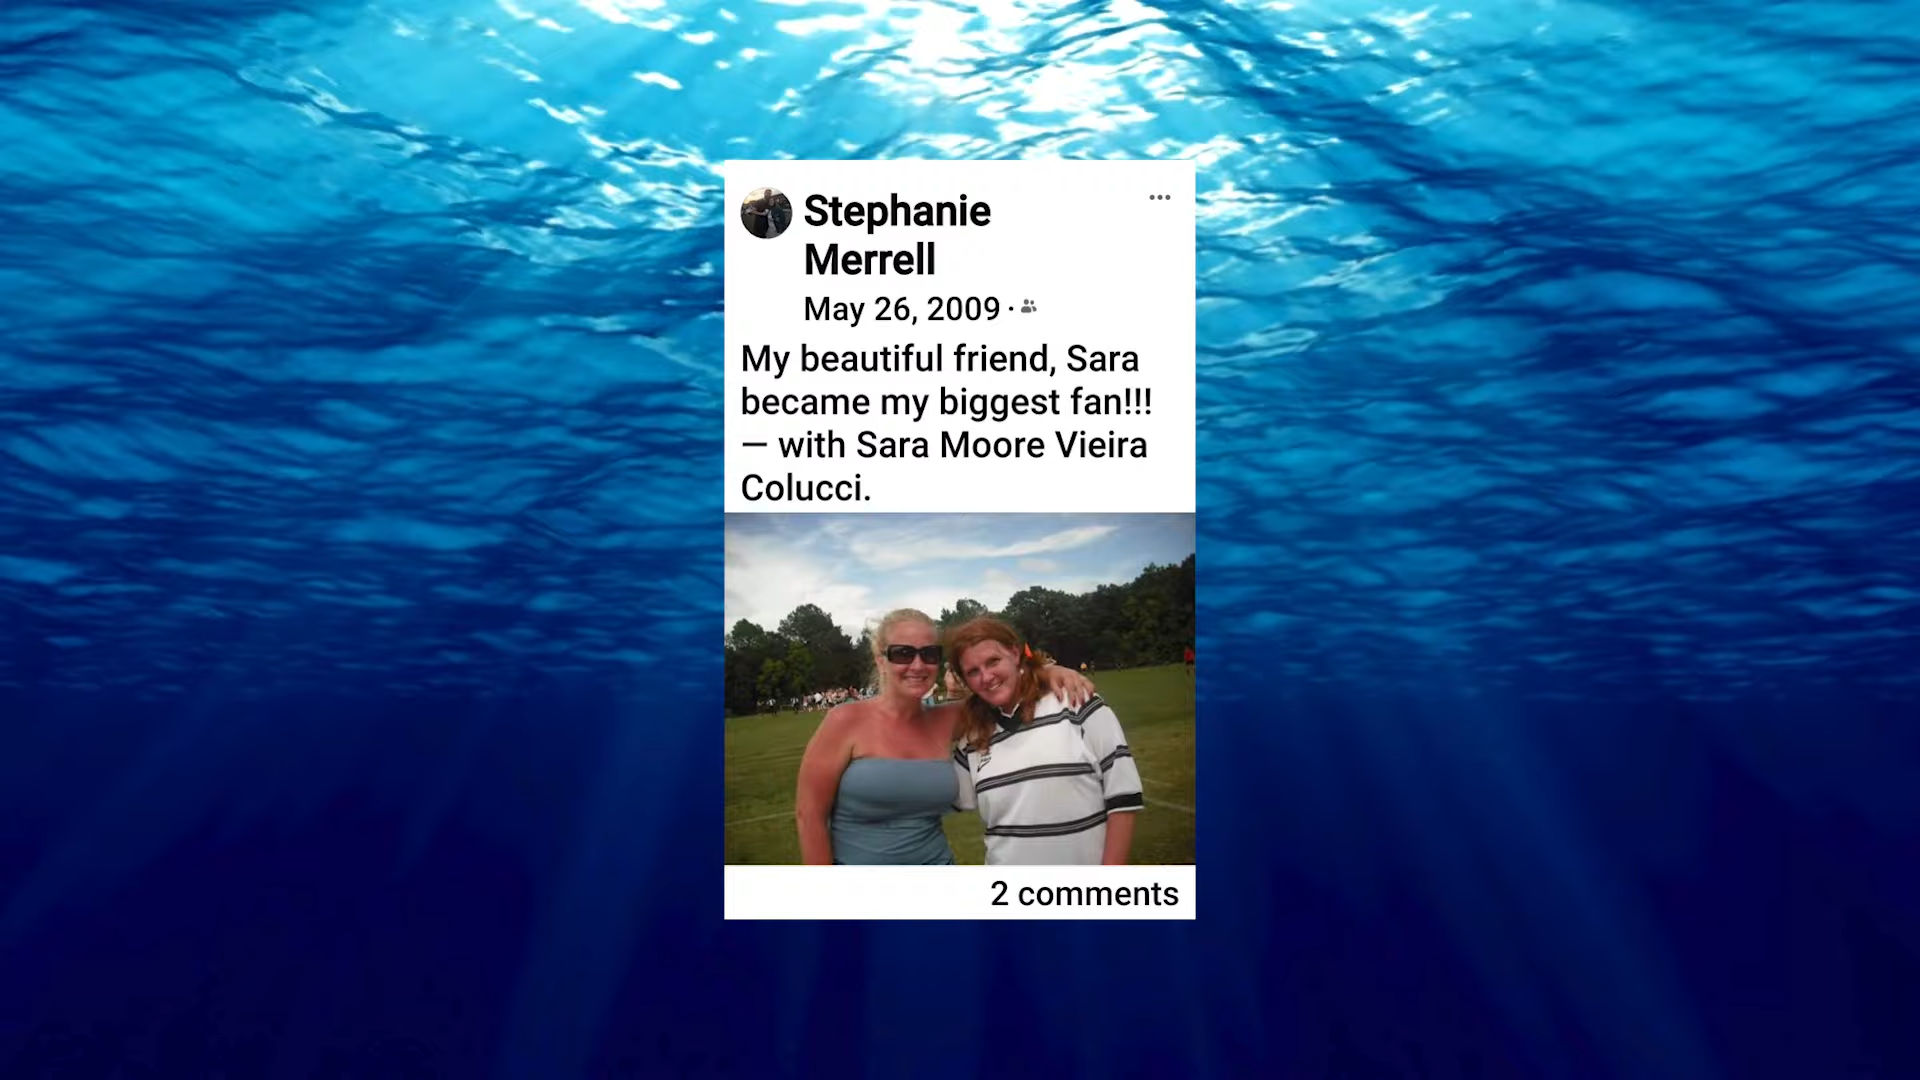 Stephanie
Merrell
May 26, 2009 ·
My beautiful friend, Sara
became my biggest fan!!!
— with Sara Moore Vieira
Colucci.
2 comments